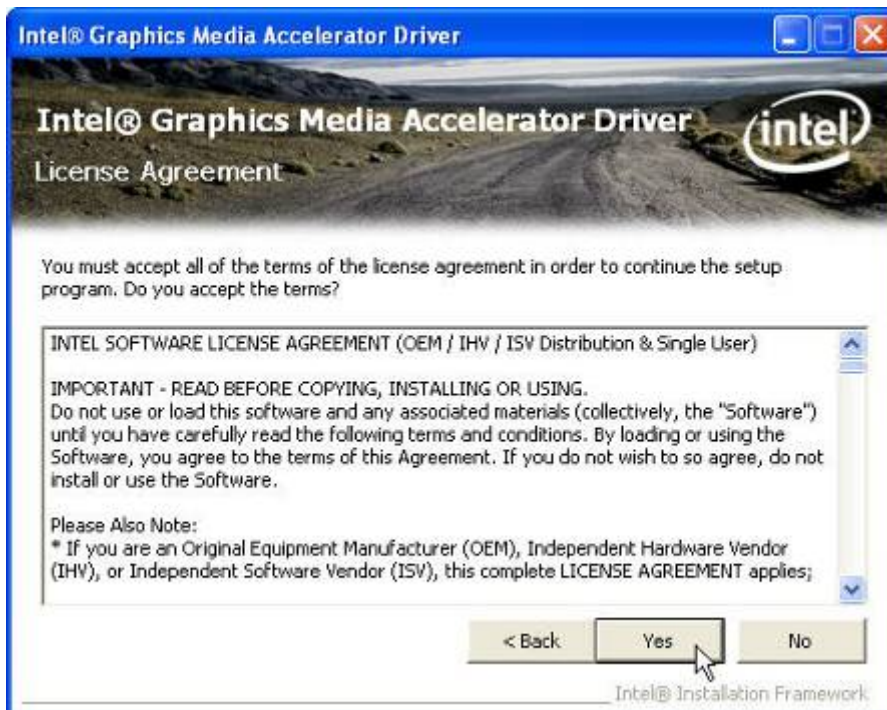 Intel® Graphics Media Accelerator Driver
Intel® Graphics Media Accelerator Driver
intel
License Agreement
You must accept all of the terms of the license agreement in order to continue the setup
program. Do you accept the terms?
INTEL SOFTWARE LICENSE AGREEMENT (OEM / IHV / ISV Distribution & Single User)
IMPORTANT - READ BEFORE COPYING, INSTALLING OR USING.
Do not use or load this software and any associated materials (collectively, the "Software")
until you have carefully read the following terms and conditions. By loading or using the
Software, you agree to the terms of this Agreement. If you do not wish to so agree, do not
install or use the Software.
Please Also Note:
* If you are an Original Equipment Manufacturer (OEM), Independent Hardware Vendor
(IHV), or Independent Software Vendor (ISV), this complete LICENSE AGREEMENT applies;
< Back Yes No
Intel® Installation Framework